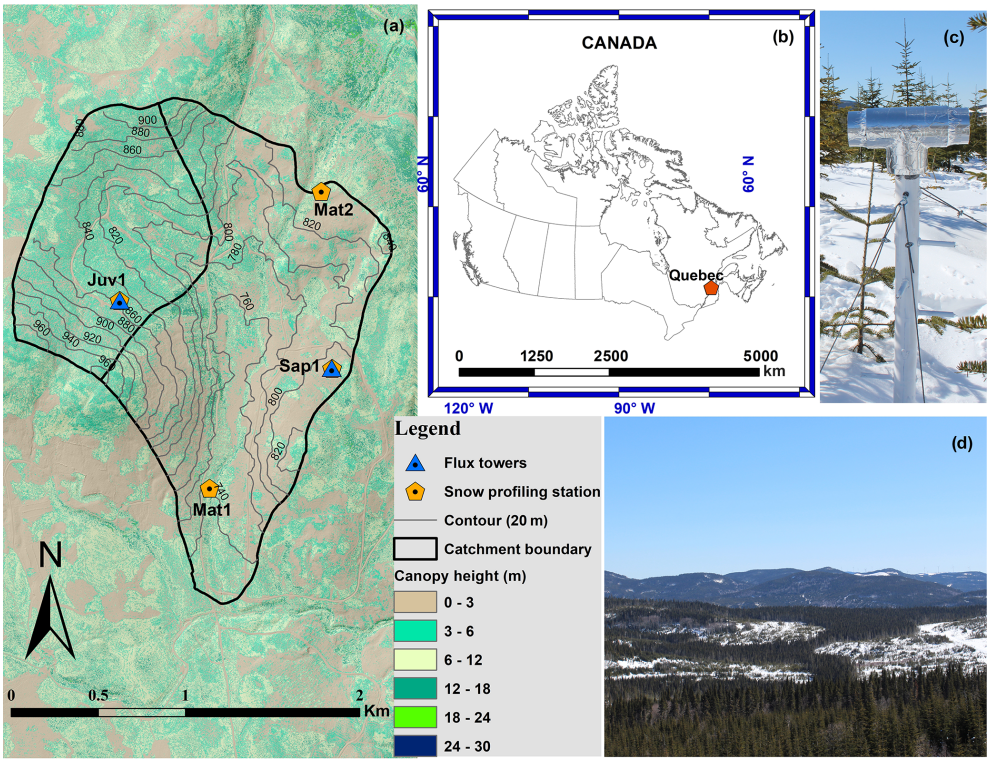 (a)
900
880
860
860
840
820
800
780
820
840
Mat2
Juv1
760
860
880
900
920
940
960
960
Sap1
800
820
740
Mat1
N
0 0.5 1 2
Km
(b)
CANADA
60° N
60° N
Quebec
0 1250 2500 5000
km
120° W 90° W
(c)
Legend
Flux towers
Snow profiling station
Contour (20 m)
Catchment boundary
Canopy height (m)
0 - 3
3 - 6
6 - 12
12 - 18
18 - 24
24 - 30
(d)